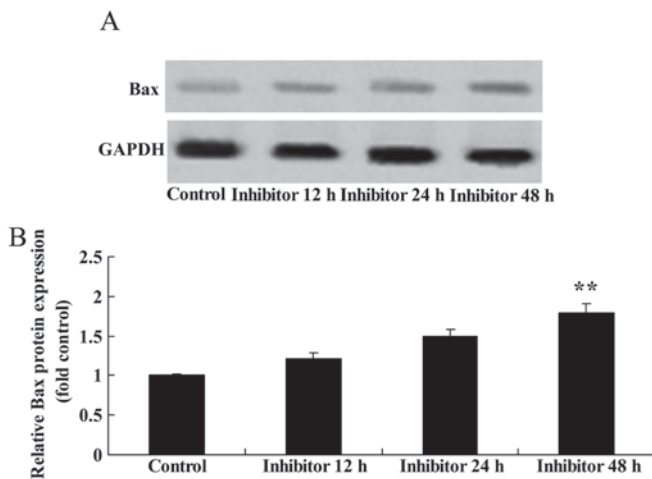 A
Bax
GAPDH
Control Inhibitor 12 h Inhibitor 24 h Inhibitor 48 h
B
Relative Bax protein expression
(fold control)
2.5
2
1.5
1
0.5
0
**
Control Inhibitor 12 h Inhibitor 24 h Inhibitor 48 h